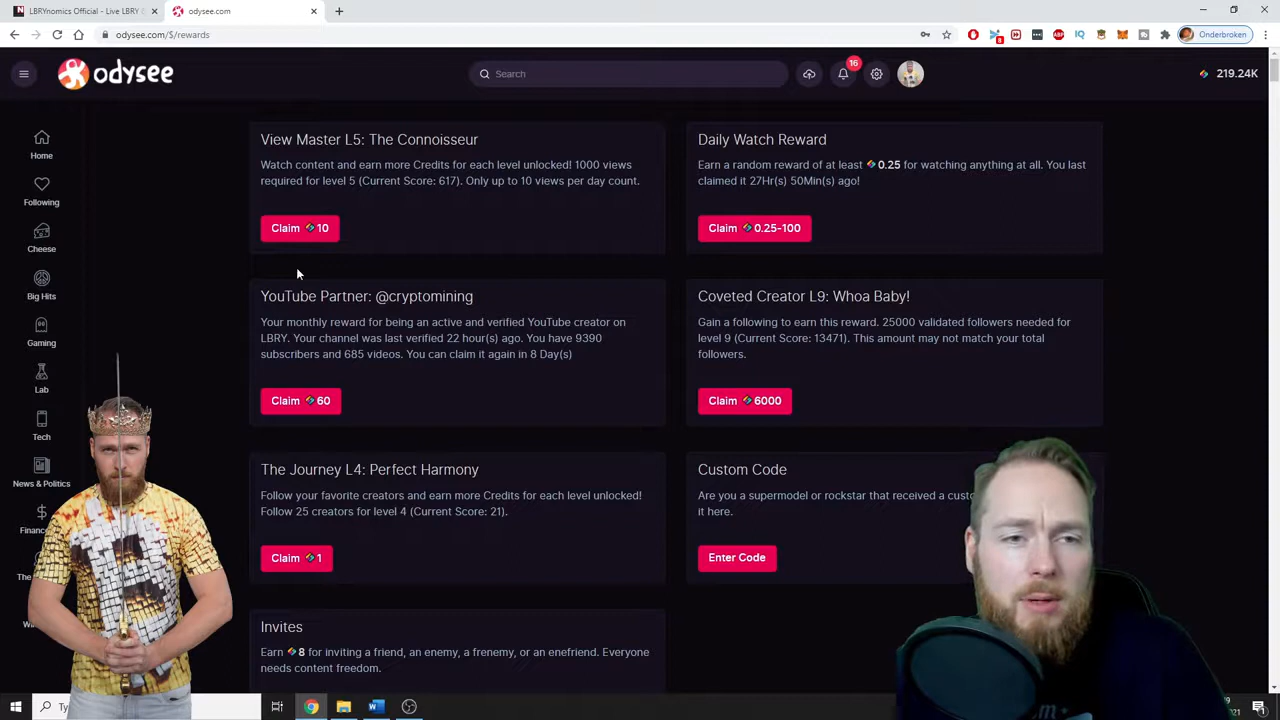 LBRYnomics Official - Live LBRY
odysee.com
odysee.com/$/rewards
ABP
IQ
Onderbroken
odysee
Search
16
219.24K
Home
Following
Cheese
Big Hits
Gaming
Lab
Tech
News & Politics
View Master L5: The Connoisseur
Watch content and earn more Credits for each level unlocked! 1000 views
required for level 5 (Current Score: 617). Only up to 10 views per day count.
Claim 10
Daily Watch Reward
Earn a random reward of at least 0.25 for watching anything at all. You last
claimed it 27Hr(s) 50Min(s) ago!
Claim 0.25-100
YouTube Partner: @cryptomining
Your monthly reward for being an active and verified YouTube creator on
LBRY. Your channel was last verified 22 hour(s) ago. You have 9390
subscribers and 685 videos. You can claim it again in 8 Day(s)
Claim 60
Coveted Creator L9: Whoa Baby!
Gain a following to earn this reward. 25000 validated followers needed for
level 9 (Current Score: 13471). This amount may not match your total
followers.
Claim 6000
The Journey L4: Perfect Harmony
Follow your favorite creators and earn more Credits for each level unlocked!
Follow 25 creators for level 4 (Current Score: 21).
Claim 1
Custom Code
Are you a supermodel or rockstar that received a
it here.
Enter Code
Invites
Earn 8 for inviting a friend, an enemy, a frenemy, or an enefriend. Everyone
needs content freedom.